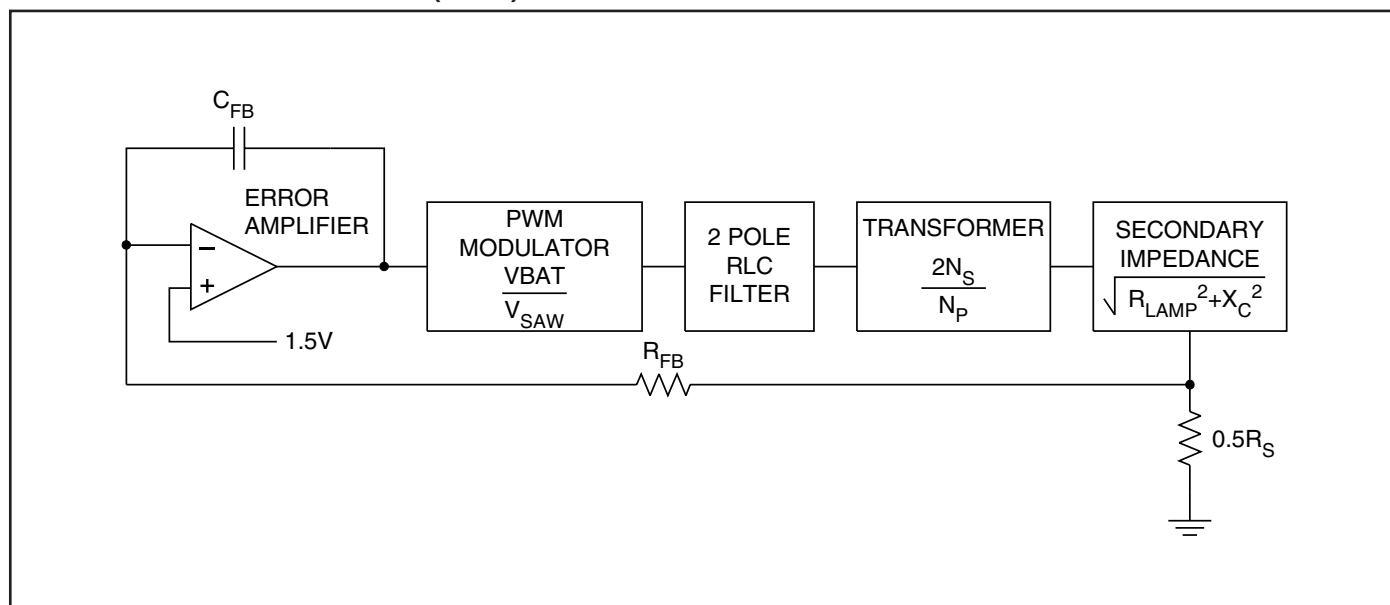 C_FB
ERROR
AMPLIFIER
1.5V
PWM
MODULATOR
VBAT
V_SAW
2 POLE
RLC
FILTER
TRANSFORMER
2N_S
N_P
SECONDARY
IMPEDANCE
√R_LAMP²+X_C²
R_FB
0.5R_S